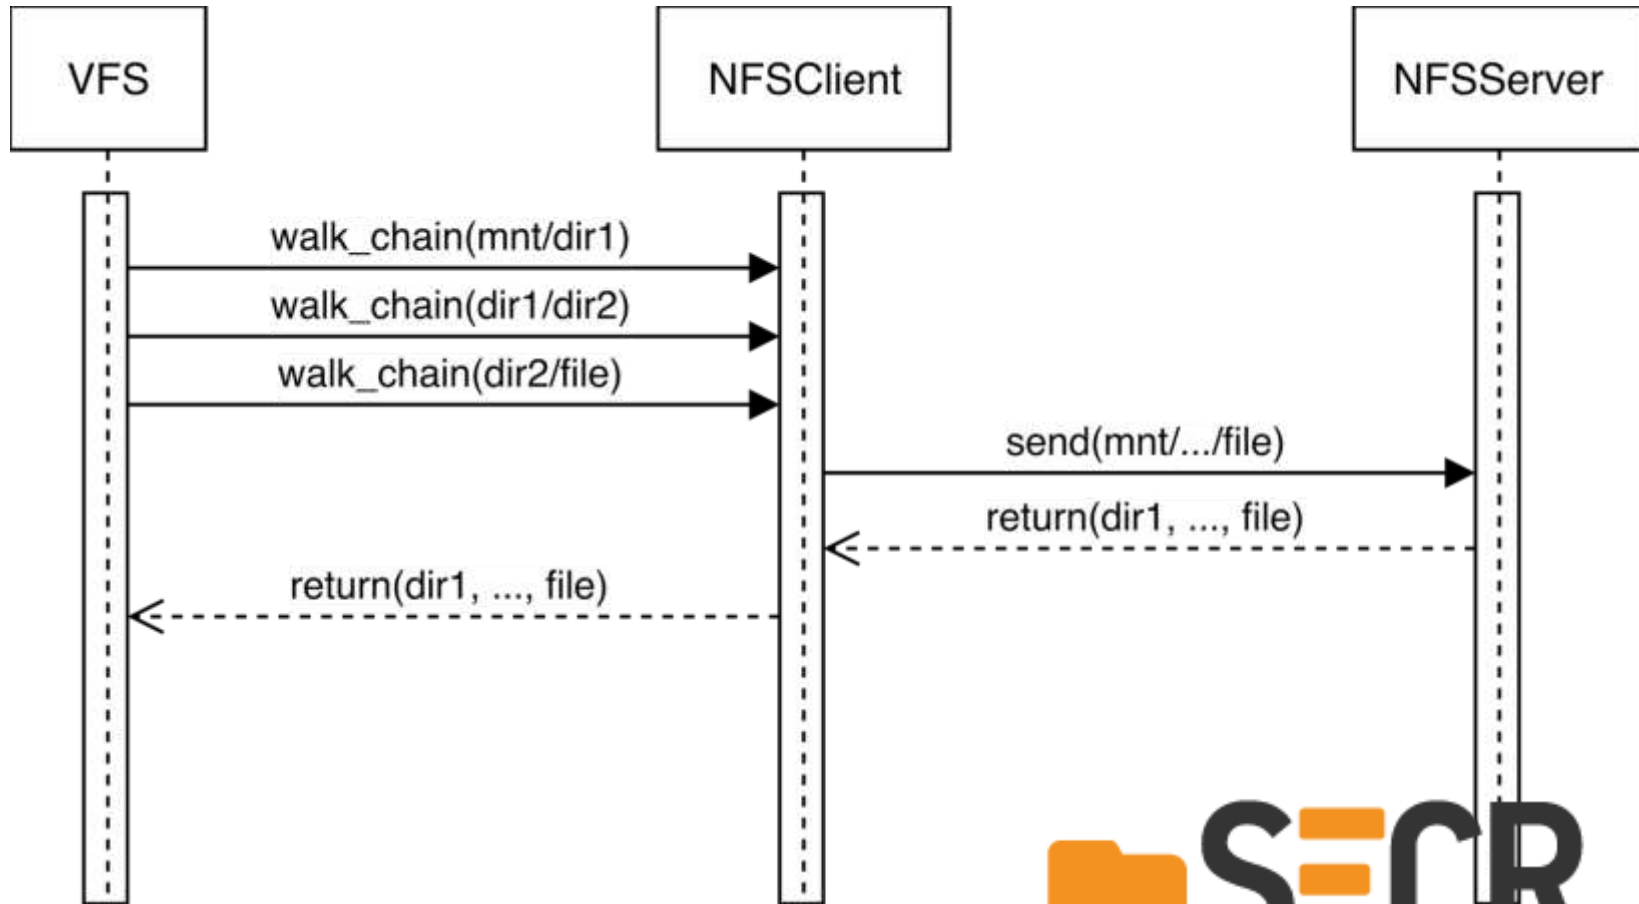 VFS
NFSClient
NFSServer
walk_chain(mnt/dir1)
walk_chain(dir1/dir2)
walk_chain(dir2/file)
send(mnt/.../file)
return(dir1, ..., file)
return(dir1, ..., file)
SECR